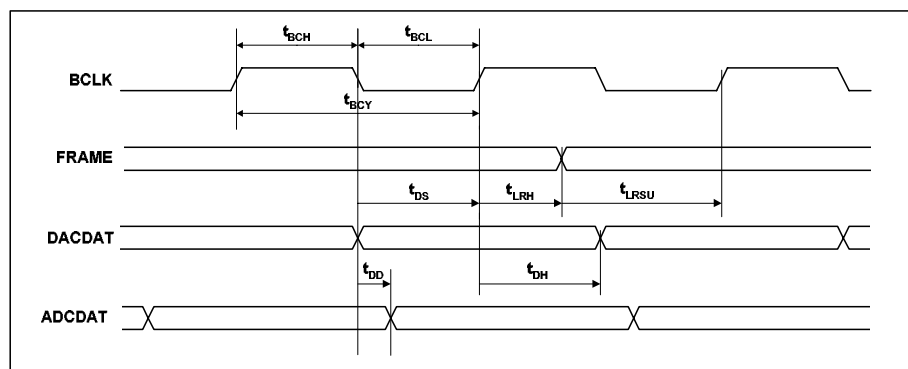 tBCH tBCL
BCLK
tBCY
FRAME
tDS tLRH tLRSU
DACDAT
tDD tDH
ADCDAT